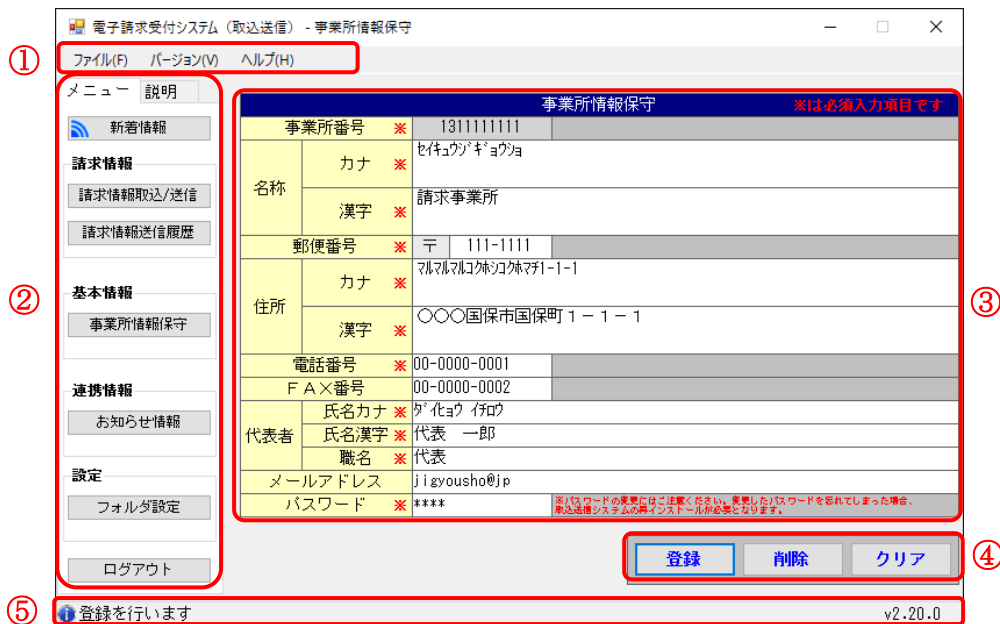 電子請求受付システム（取込送信） - 事業所情報保守
①
ファイル(F) バージョン(V) ヘルプ(H)
②
メニュー 説明
新着情報
請求情報
請求情報取込/送信
請求情報送信履歴
基本情報
事業所情報保守
連携情報
お知らせ情報
設定
フォルダ設定
ログアウト
③
事業所情報保守 ※は必須入力項目です
事業所番号 ※ 1311111111
名称
カナ ※ ｾｲｷｭｳｼﾞｷﾞｮｳｼｮ
漢字 ※ 請求事業所
郵便番号 ※ 〒 111-1111
住所
カナ ※ ﾏﾙﾏﾙﾏﾙｺｸﾎｼｺｸﾎﾏﾁ1-1-1
漢字 ※ 〇〇〇国保市国保町１－１－１
電話番号 ※ 00-0000-0001
ＦＡＸ番号 00-0000-0002
代表者
氏名カナ ※ ﾀﾞｲﾋｮｳ ｲﾁﾛｳ
氏名漢字 ※ 代表　一郎
職名 ※ 代表
メールアドレス jigyousho@jp
パスワード ※ ****
※パスワードの変更にはご注意ください。変更したパスワードを忘れてしまった場合、
取込送信システムの再インストールが必要となります。
④
登録 削除 クリア
⑤
登録を行います v2.20.0